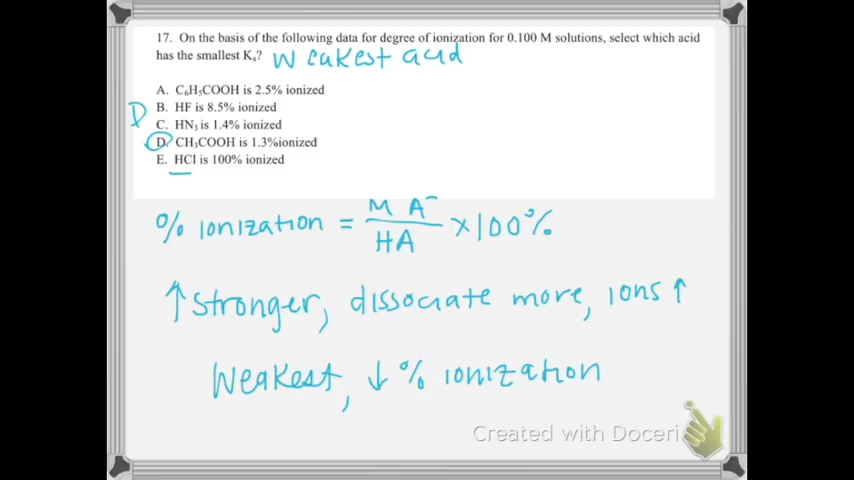 17. On the basis of the following data for degree of ionization for 0.100 M solutions, select which acid
has the smallest Kₐ? Weakest acid
A. C₆H₅COOH is 2.5% ionized
D B. HF is 8.5% ionized
C. HN₃ is 1.4% ionized
D. CH₃COOH is 1.3%ionized
E. HCl is 100% ionized
% ionization = M A⁻ / HA × 100%
↑ Stronger, dissociate more, ions ↑
Weakest, ↓ % ionization
Created with Doceri